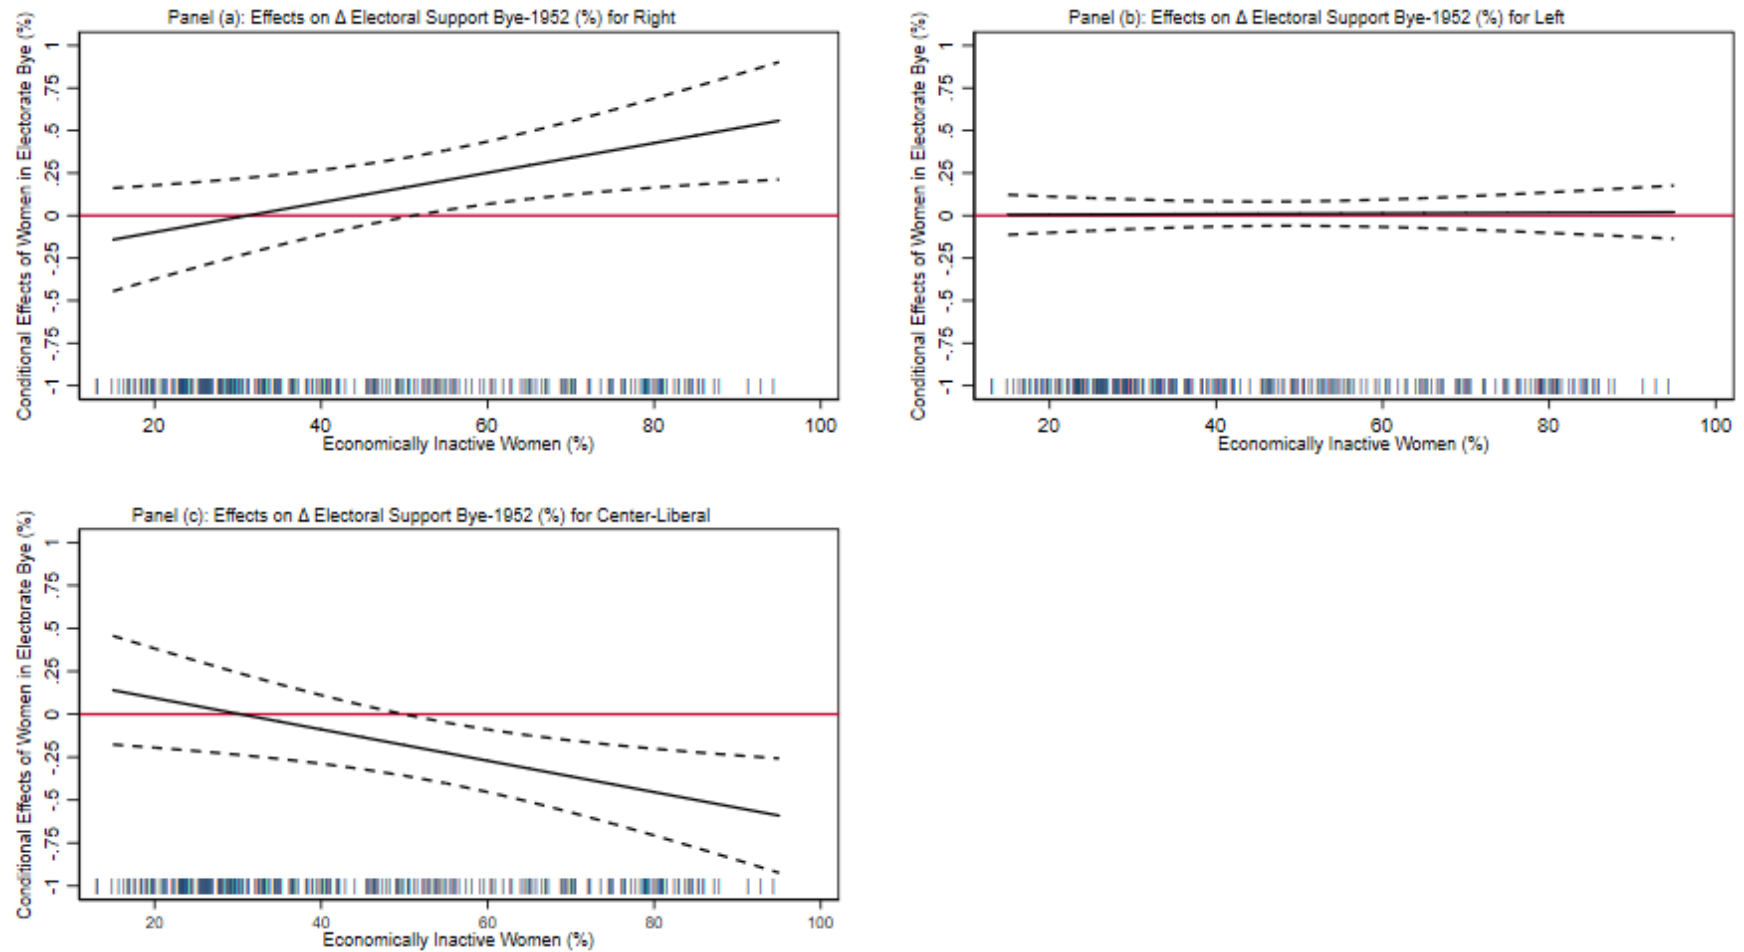 Panel (a): Effects on Δ Electoral Support Bye-1952 (%) for Right
Conditional Effects of Women in Electorate Bye (%)
1
.75
.5
.25
0
-.25
-.5
-.75
-1
20 40 60 80 100
Economically Inactive Women (%)
Panel (b): Effects on Δ Electoral Support Bye-1952 (%) for Left
Conditional Effects of Women in Electorate Bye (%)
1
.75
.5
.25
0
-.25
-.5
-.75
-1
20 40 60 80 100
Economically Inactive Women (%)
Panel (c): Effects on Δ Electoral Support Bye-1952 (%) for Center-Liberal
Conditional Effects of Women in Electorate Bye (%)
1
.75
.5
.25
0
-.25
-.5
-.75
-1
20 40 60 80 100
Economically Inactive Women (%)